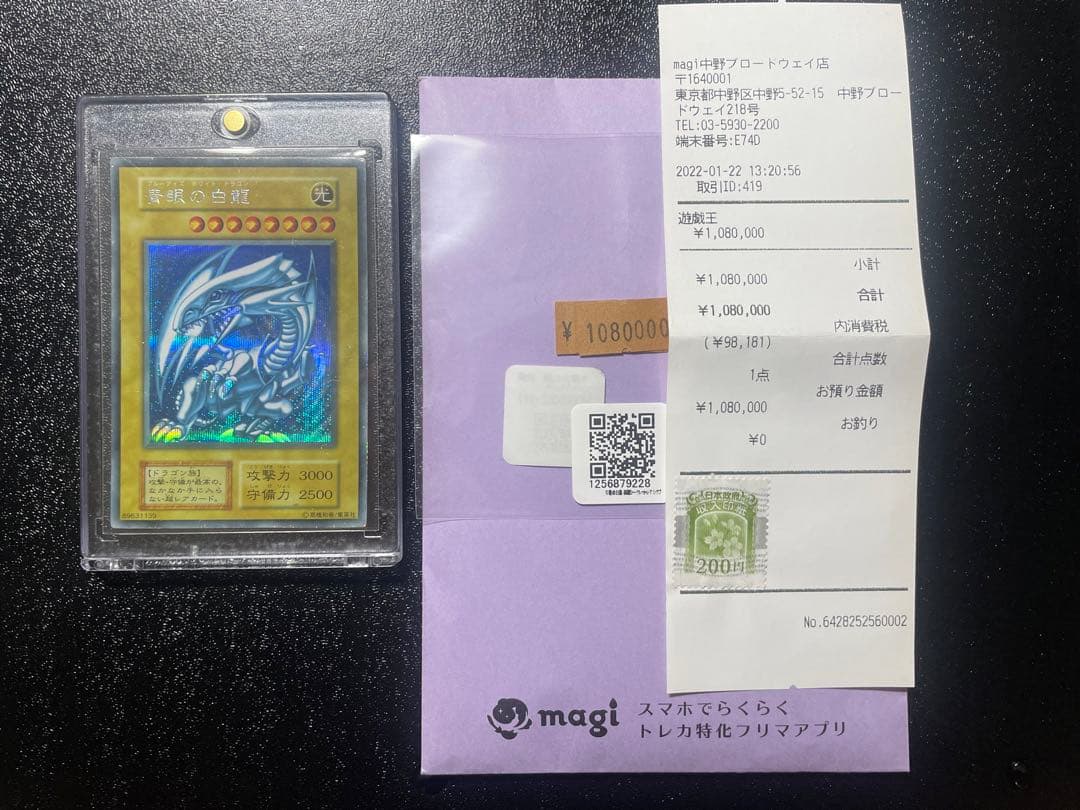 青眼の白龍
光
[ドラゴン族]
攻撃・守備が最高の、
なかなか手に入ら
ない超レアカード。
攻撃力 3000
守備力 2500
89631139
©高橋和希/集英社
¥ 1080000
1256879228
magi
スマホでらくらく
トレカ特化フリマアプリ
magi中野ブロードウェイ店
〒1640001
東京都中野区中野5-52-15 中野ブロー
ドウェイ218号
TEL:03-5930-2200
端末番号:E74D
2022-01-22 13:20:56
取引ID:419
遊戯王
¥1,080,000
小計
¥1,080,000
合計
¥1,080,000
内消費税
(¥98,181)
合計点数
1点
お預り金額
¥1,080,000
お釣り
¥0
日本政府
収入印紙
200円
No.6428252560002